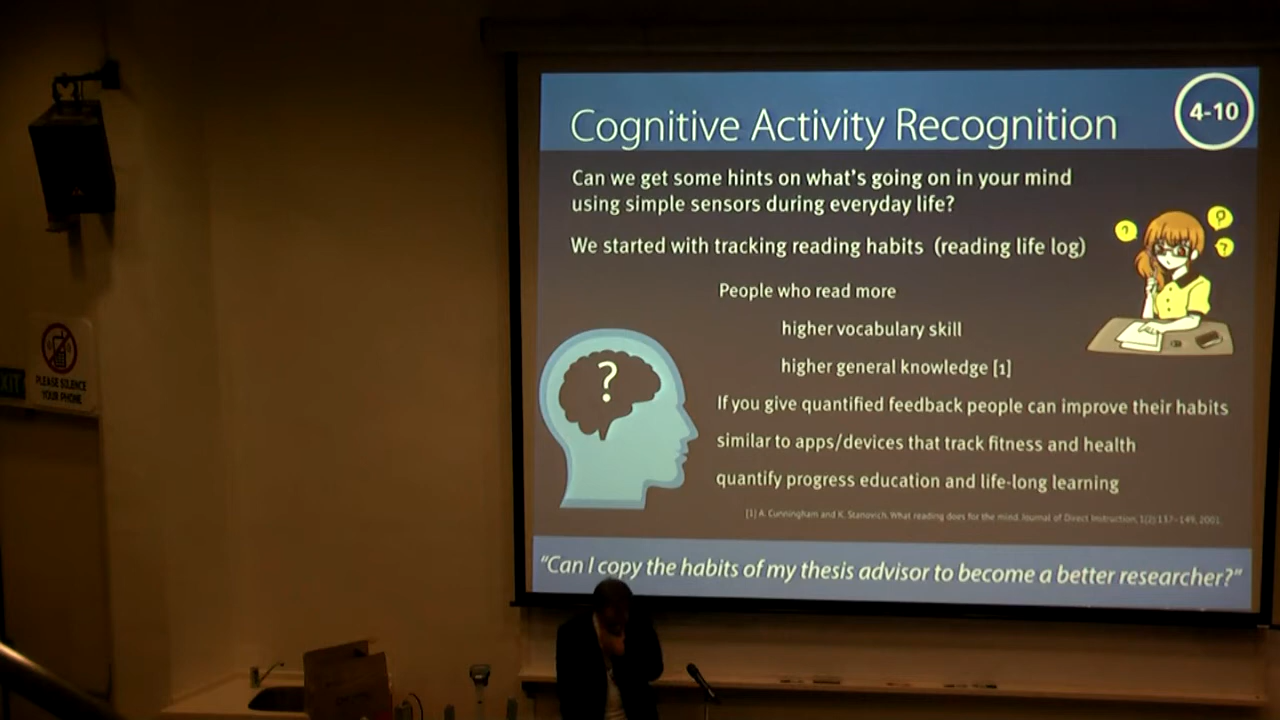 Cognitive Activity Recognition
4-10
Can we get some hints on what's going on in your mind
using simple sensors during everyday life?
We started with tracking reading habits (reading life log)
People who read more
higher vocabulary skill
higher general knowledge [1]
If you give quantified feedback people can improve their habits
similar to apps/devices that track fitness and health
quantify progress education and life-long learning
[1] A. Cunningham and K. Stanovich. What reading does for the mind. Journal of Direct Instruction, 1(2):137–149, 2001.
"Can I copy the habits of my thesis advisor to become a better researcher?"
?
?
?
?
EXIT
PLEASE SILENCE
YOUR PHONE